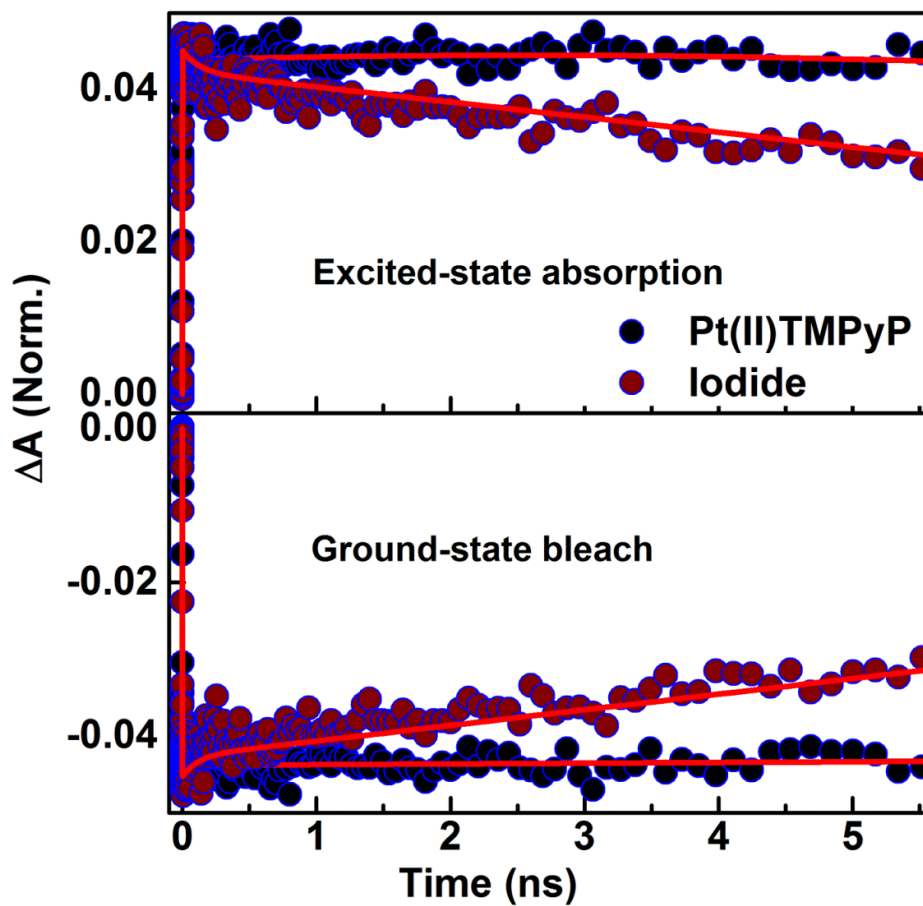 ΔA (Norm.)
0.04
0.02
0.00
Excited-state absorption
Pt(II)TMPyP
Iodide
0.00
-0.02
-0.04
Ground-state bleach
0 1 2 3 4 5
Time (ns)